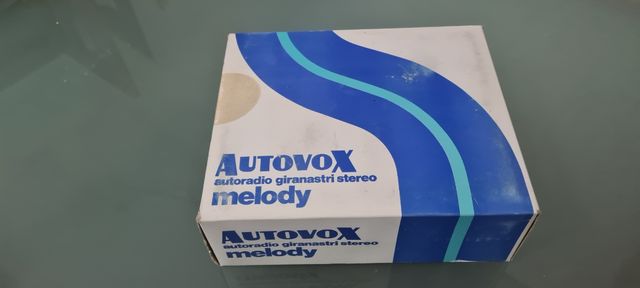 AUTOVOX
autoradio giranastri stereo
melody
AUTOVOX
autoradio giranastri stereo
melody